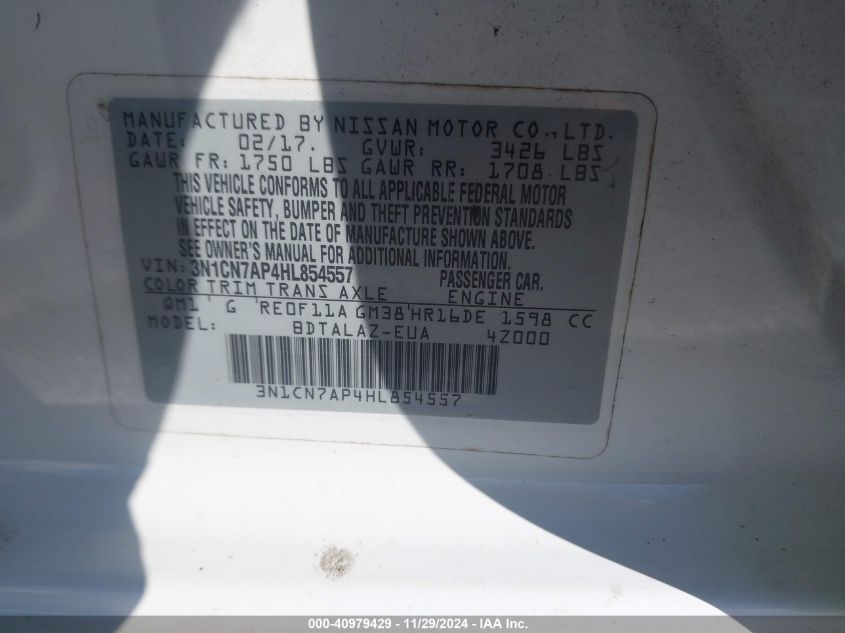 MANUFACTURED BY NISSAN MOTOR CO., LTD.
DATE: 02/17. GVWR: 3426 LBS
GAWR FR: 1750 LBS GAWR RR: 1708 LBS
THIS VEHICLE CONFORMS TO ALL APPLICABLE FEDERAL MOTOR
VEHICLE SAFETY, BUMPER AND THEFT PREVENTION STANDARDS
IN EFFECT ON THE DATE OF MANUFACTURE SHOWN ABOVE.
SEE OWNER'S MANUAL FOR ADDITIONAL INFORMATION.
VIN: 3N1CN7AP4HL854557 PASSENGER CAR.
COLOR TRIM TRANS AXLE ENGINE
QM1 G RE0F11A GM38 HR16DE 1598 CC
MODEL: BDTALAZ-EUA 4Z000
3N1CN7AP4HL854557
000-40979429 - 11/29/2024 - IAA Inc.